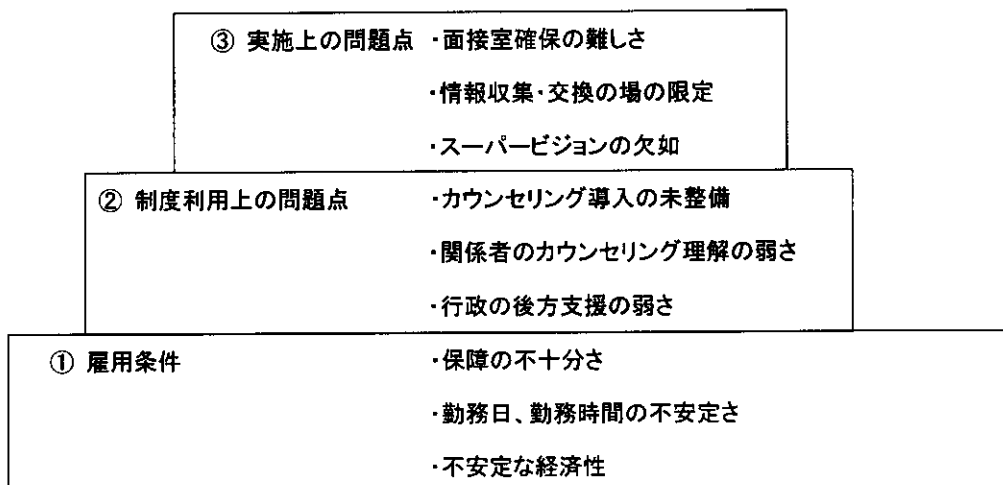 ③ 実施上の問題点 ・面接室確保の難しさ
・情報収集・交換の場の限定
・スーパービジョンの欠如
② 制度利用上の問題点 ・カウンセリング導入の未整備
・関係者のカウンセリング理解の弱さ
・行政の後方支援の弱さ
① 雇用条件 ・保障の不十分さ
・勤務日、勤務時間の不安定さ
・不安定な経済性